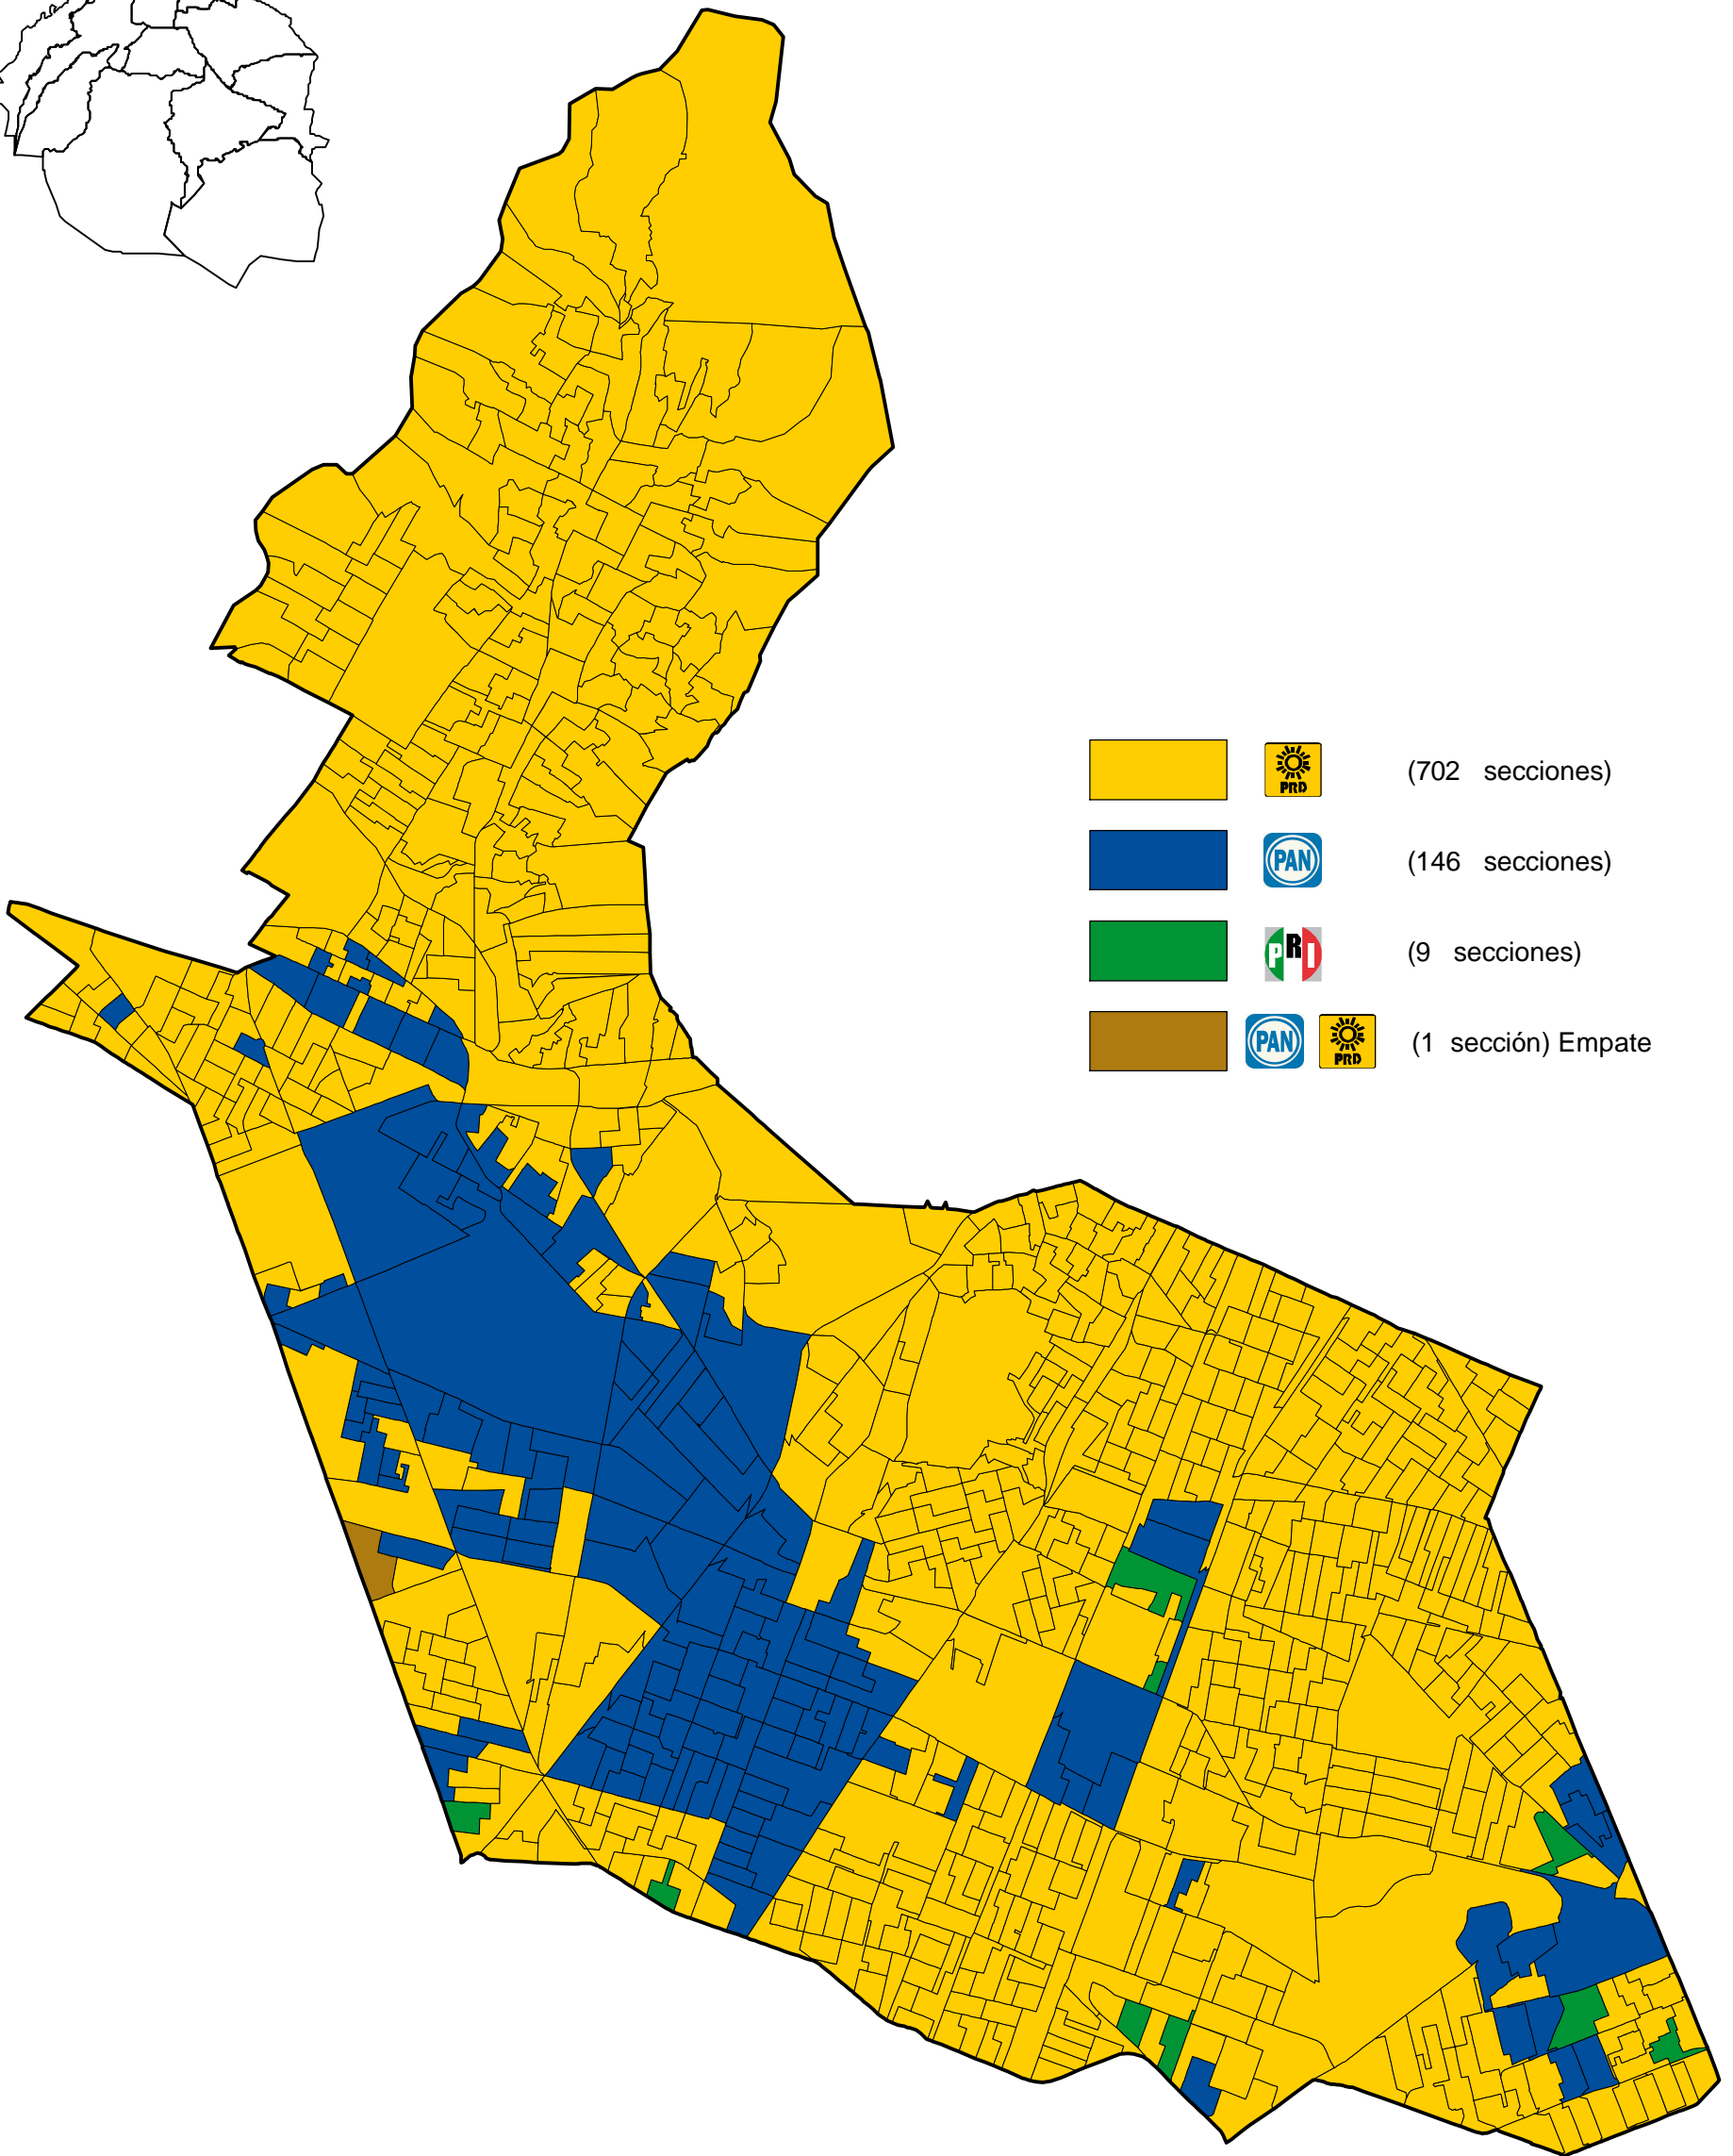 PRD (702 secciones)
PAN (146 secciones)
PRI (9 secciones)
PAN PRD (1 sección) Empate